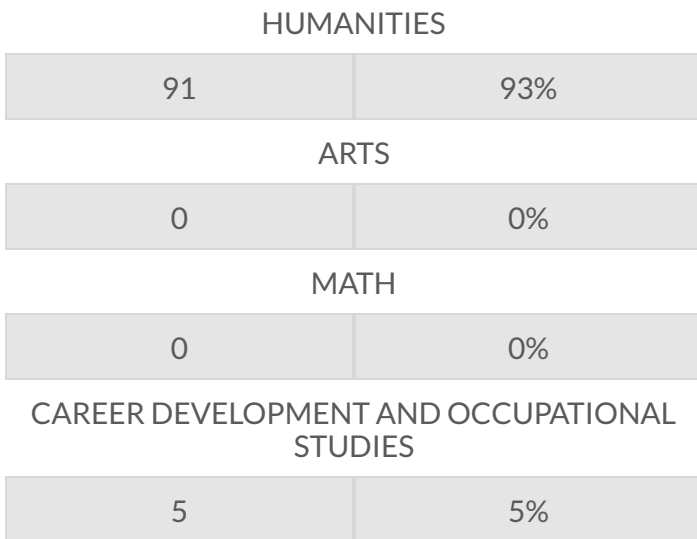 HUMANITIES
91 93%
ARTS
0 0%
MATH
0 0%
CAREER DEVELOPMENT AND OCCUPATIONAL
STUDIES
5 5%